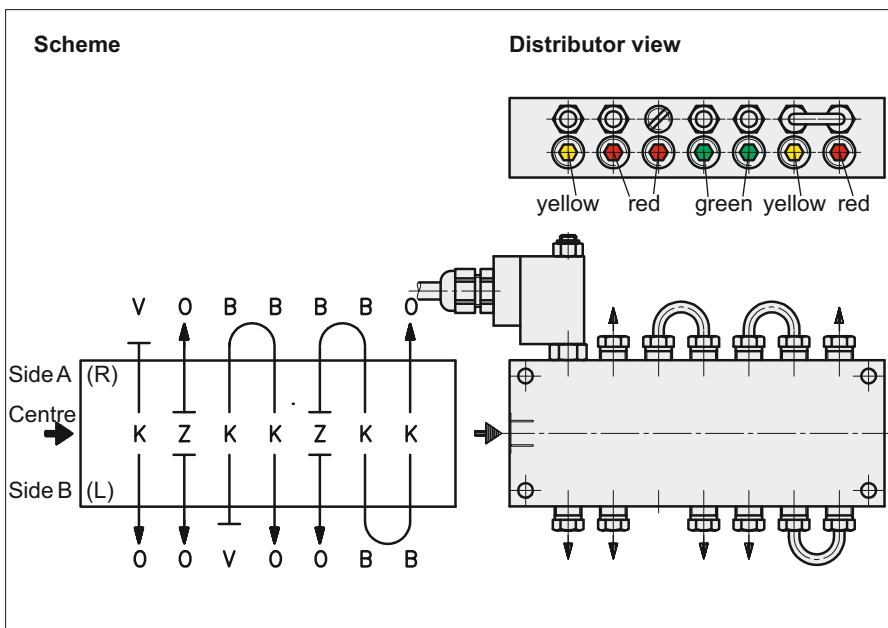 Scheme
Distributor view
yellow red green yellow red
V O B B B B O
Side A (R)
Centre
K Z K K Z K K
Side B (L)
O O V O O B B